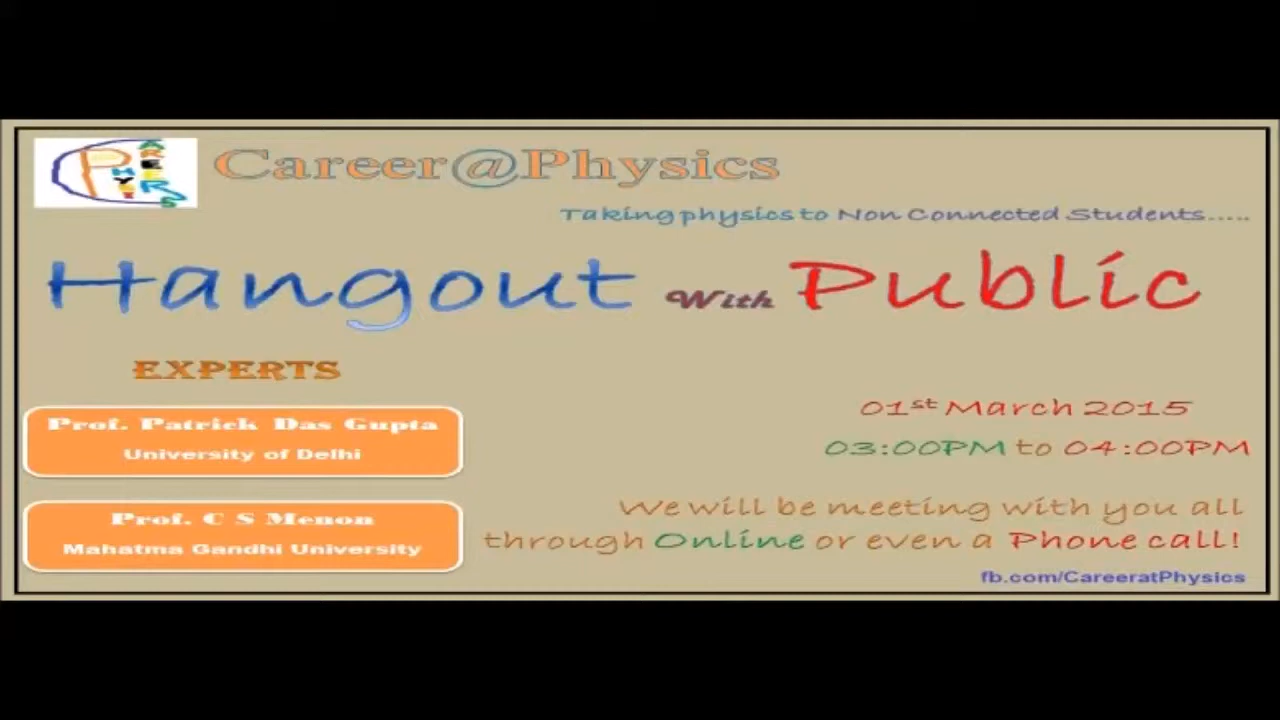 PHYSI CAREERS
Career@Physics
Taking physics to Non Connected Students.....
Hangout With Public
EXPERTS
Prof. Patrick Das Gupta
University of Delhi
Prof. C S Menon
Mahatma Gandhi University
01st March 2015
03:00PM to 04:00PM
We will be meeting with you all
through Online or even a Phone call!
fb.com/CareeratPhysics